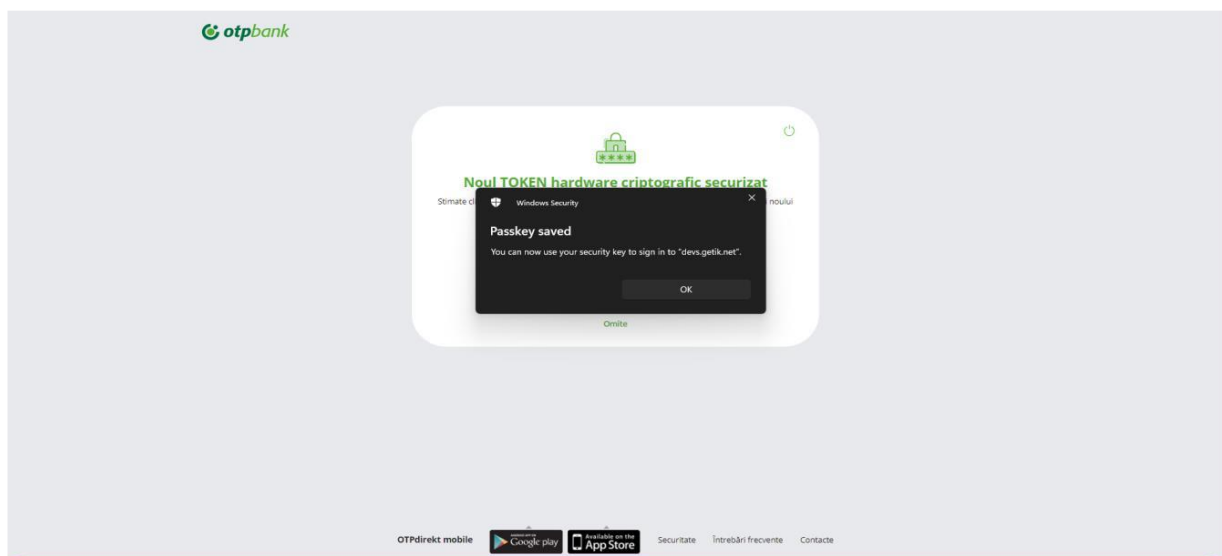 otpbank
Noul TOKEN hardware criptografic securizat
Stimate cl noului
Windows Security
Passkey saved
You can now use your security key to sign in to "devs.getik.net".
OK
Omite
OTPdirekt mobile
Google play
Available on the
App Store
Securitate
Întrebări frecvente
Contacte